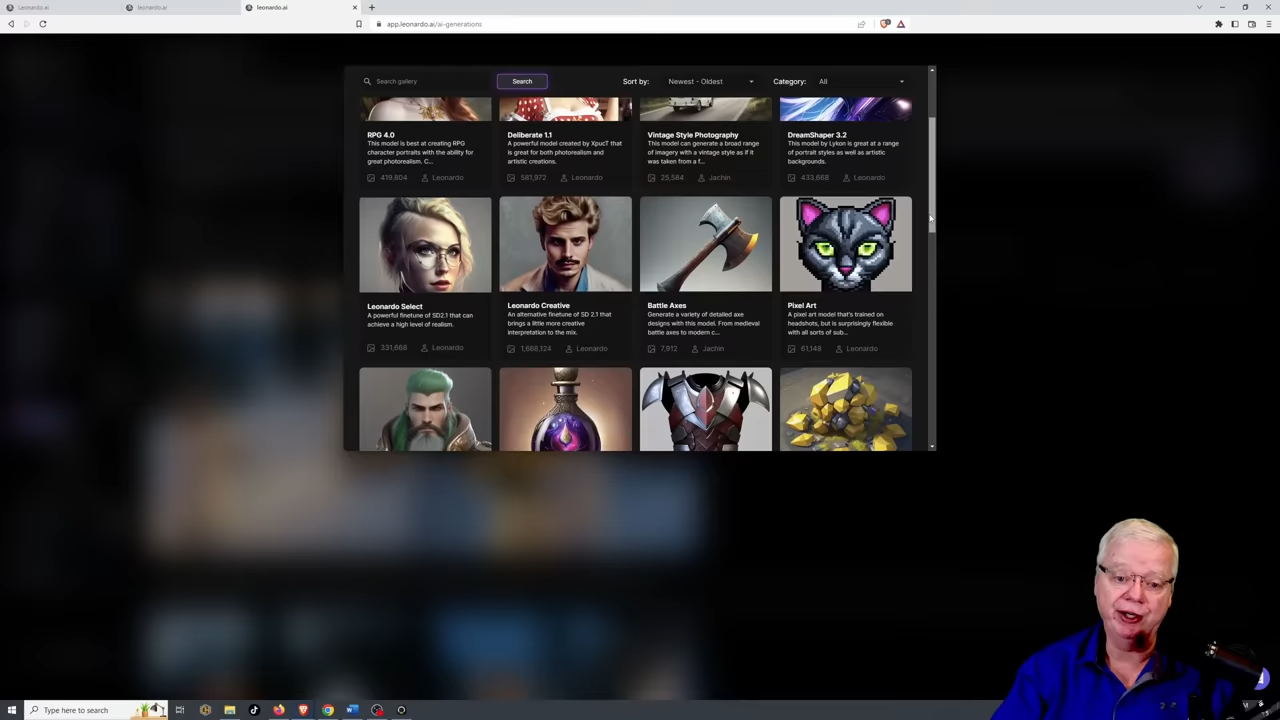 Leonardo.ai
leonardo.ai
leonardo.ai
app.leonardo.ai/ai-generations
Search gallery
Search
Sort by:
Newest - Oldest
Category:
All
RPG 4.0
This model is best at creating RPG
character portraits with the ability for
great photorealism. C...
419,804
Leonardo
Deliberate 1.1
A powerful model created by XpucT that
is great for both photorealism and
artistic creations.
581,972
Leonardo
Vintage Style Photography
This model can generate a broad range
of imagery with a vintage style as if it
was taken from a f...
25,584
Jachin
DreamShaper 3.2
This model by Lykon is great at a range
of portrait styles as well as artistic
backgrounds.
433,668
Leonardo
Leonardo Select
A powerful finetune of SD2.1 that can
achieve a high level of realism.
331,668
Leonardo
Leonardo Creative
An alternative finetune of SD 2.1 that
brings a little more creative
interpretation to the mix.
1,668,124
Leonardo
Battle Axes
Generate a variety of detailed axe
designs with this model. From medieval
battle axes to modern c...
7,912
Jachin
Pixel Art
A pixel art model that's trained on
headshots, but is surprisingly flexible
with all sorts of sub...
61,148
Leonardo
Type here to search